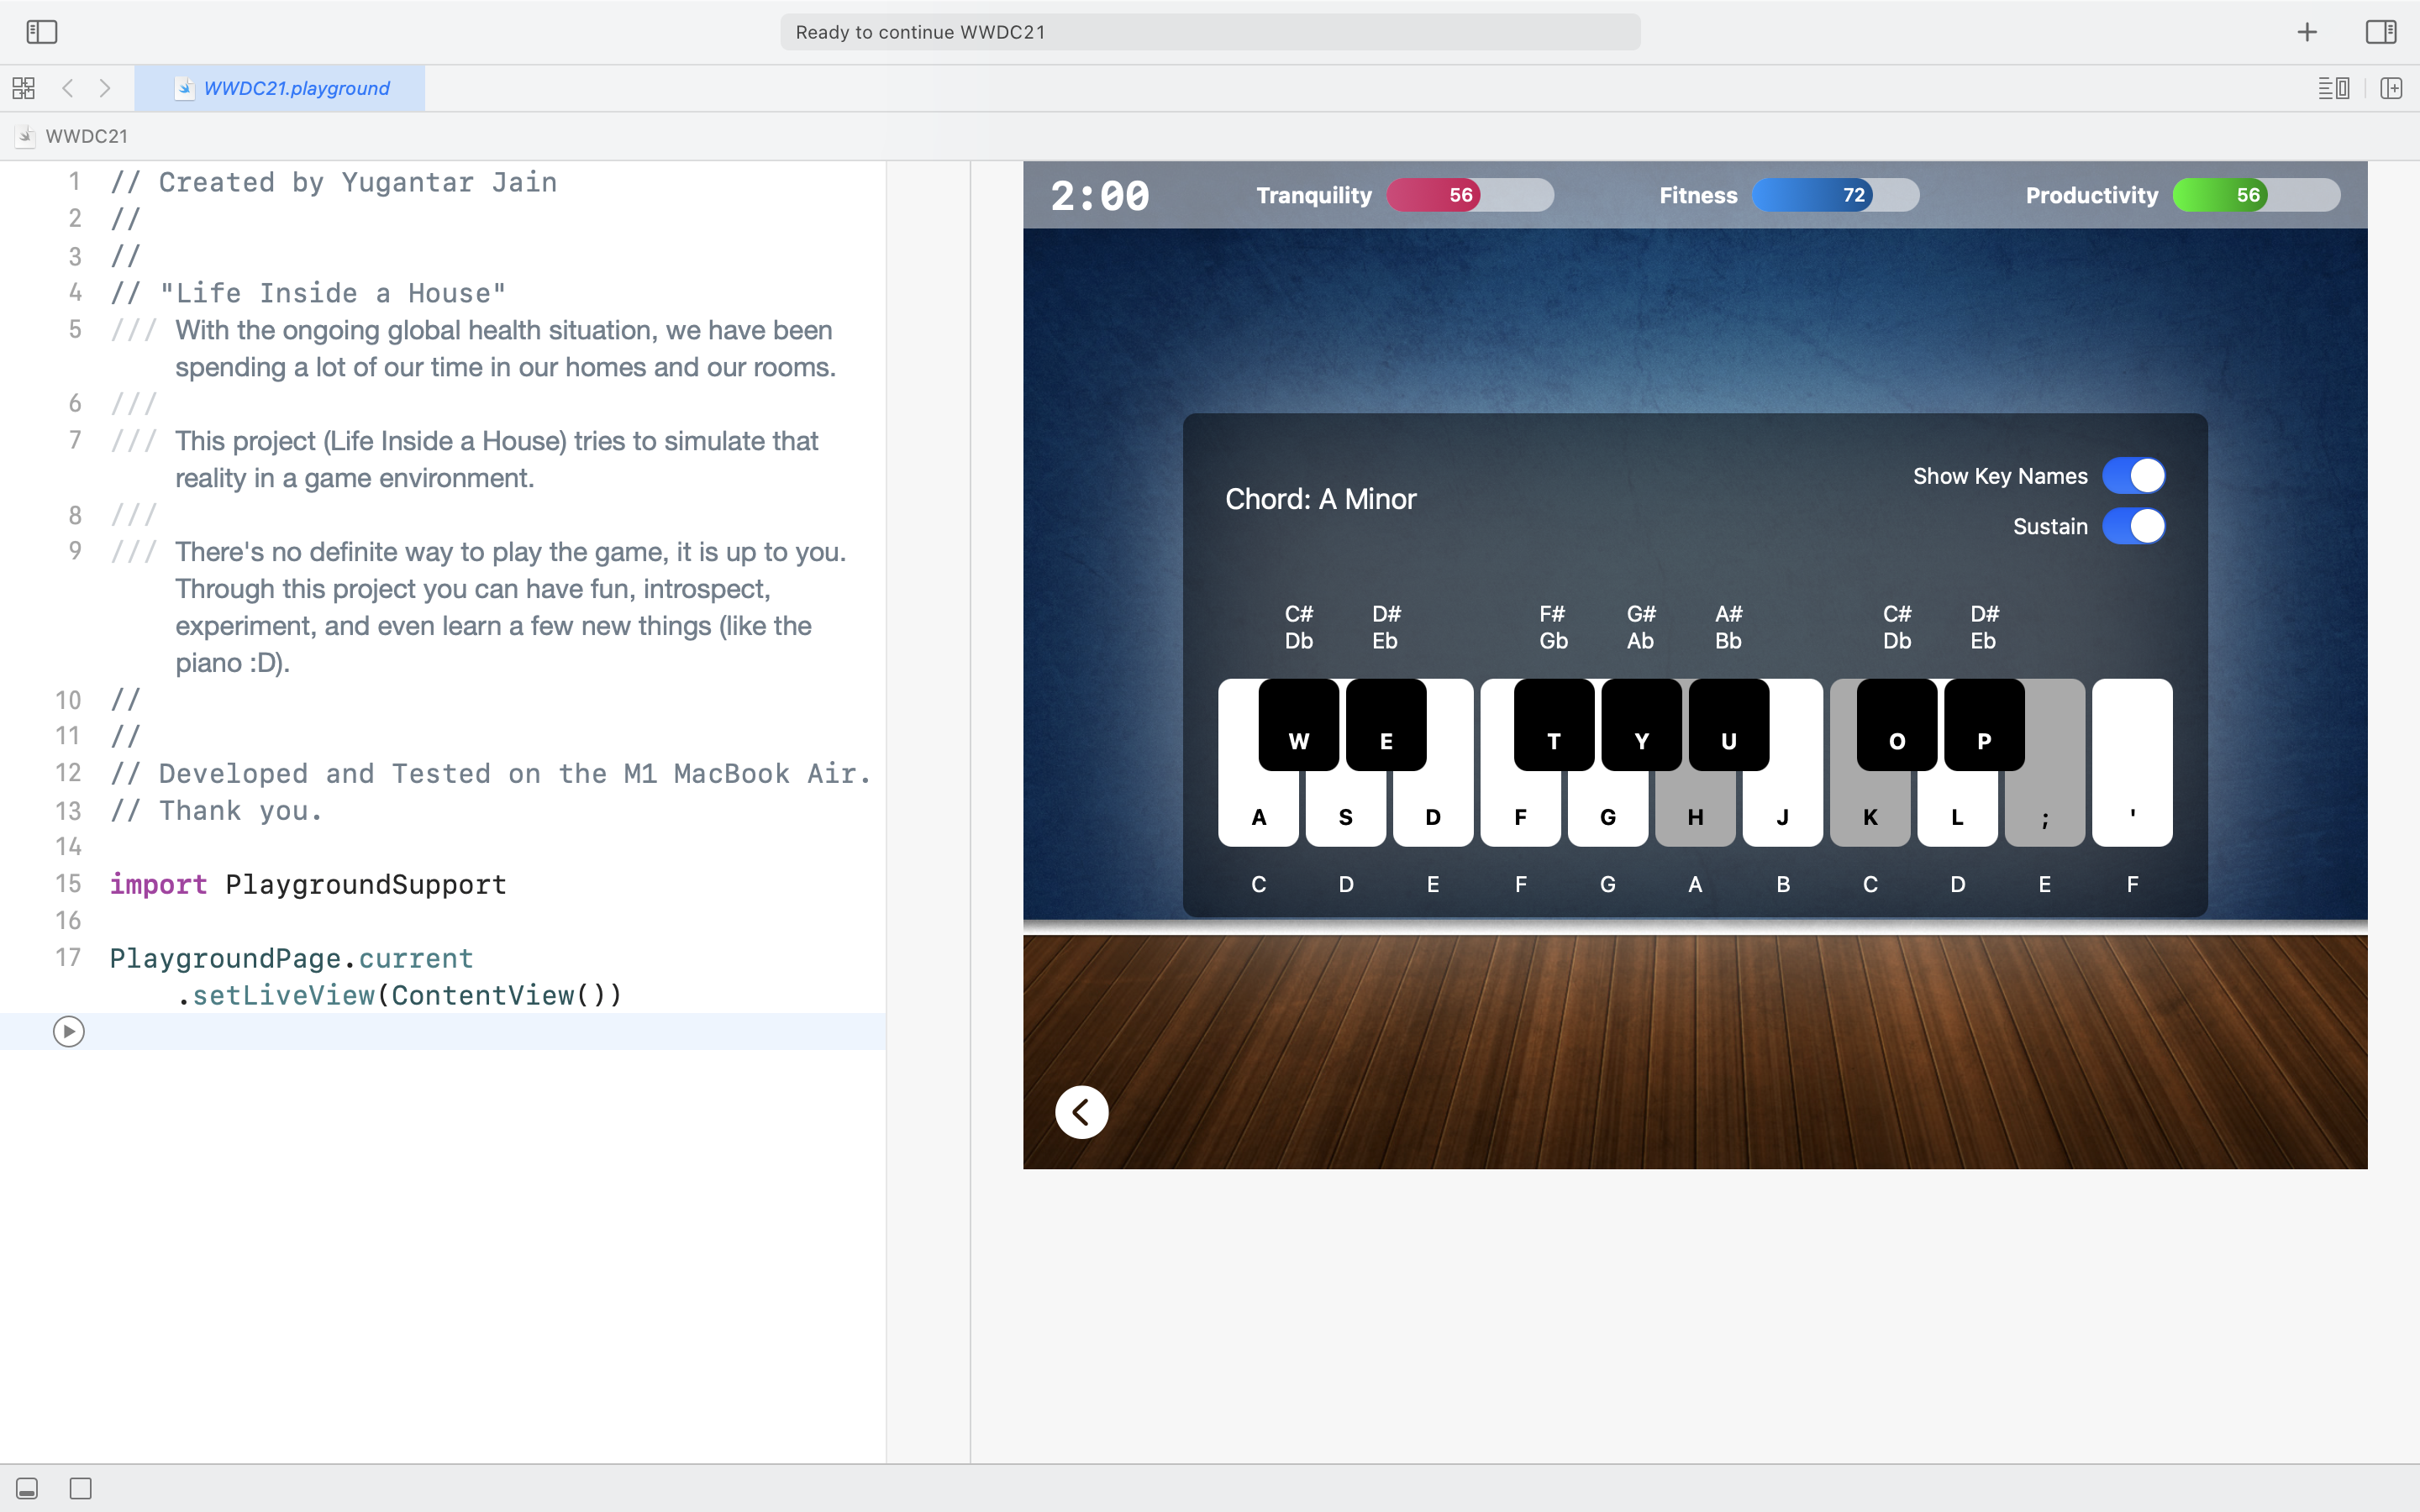 Ready to continue WWDC21
WWDC21.playground
WWDC21
1 // Created by Yugantar Jain
2 //
3 //
4 // "Life Inside a House"
5 /// With the ongoing global health situation, we have been
spending a lot of our time in our homes and our rooms.
6 ///
7 /// This project (Life Inside a House) tries to simulate that
reality in a game environment.
8 ///
9 /// There's no definite way to play the game, it is up to you.
Through this project you can have fun, introspect,
experiment, and even learn a few new things (like the
piano :D).
10 //
11 //
12 // Developed and Tested on the M1 MacBook Air.
13 // Thank you.
14
15 import PlaygroundSupport
16
17 PlaygroundPage.current
.setLiveView(ContentView())
2:00 Tranquility 56 Fitness 72 Productivity 56
Show Key Names
Chord: A Minor
Sustain
C# D# F# G# A# C# D#
Db Eb Gb Ab Bb Db Eb
W E T Y U O P
A S D F G H J K L ; '
C D E F G A B C D E F